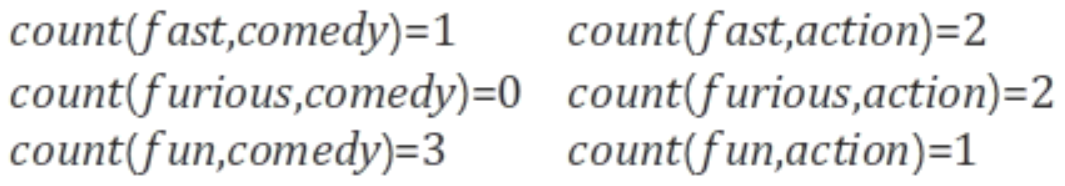 count(fast,comedy)=1 count(fast,action)=2
count(furious,comedy)=0 count(furious,action)=2
count(fun,comedy)=3 count(fun,action)=1